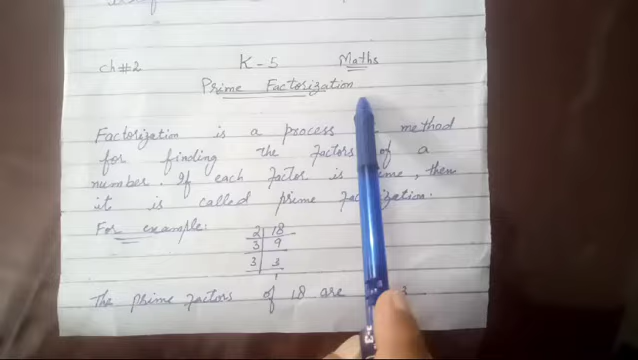 ch#2 K-5 Maths
Prime Factorization
Factorization is a process method
for finding the factors of a
number. If each factor is then
it is called prime
For example:
2 18
3 9
3 3
1
The prime factors of 18 are 3